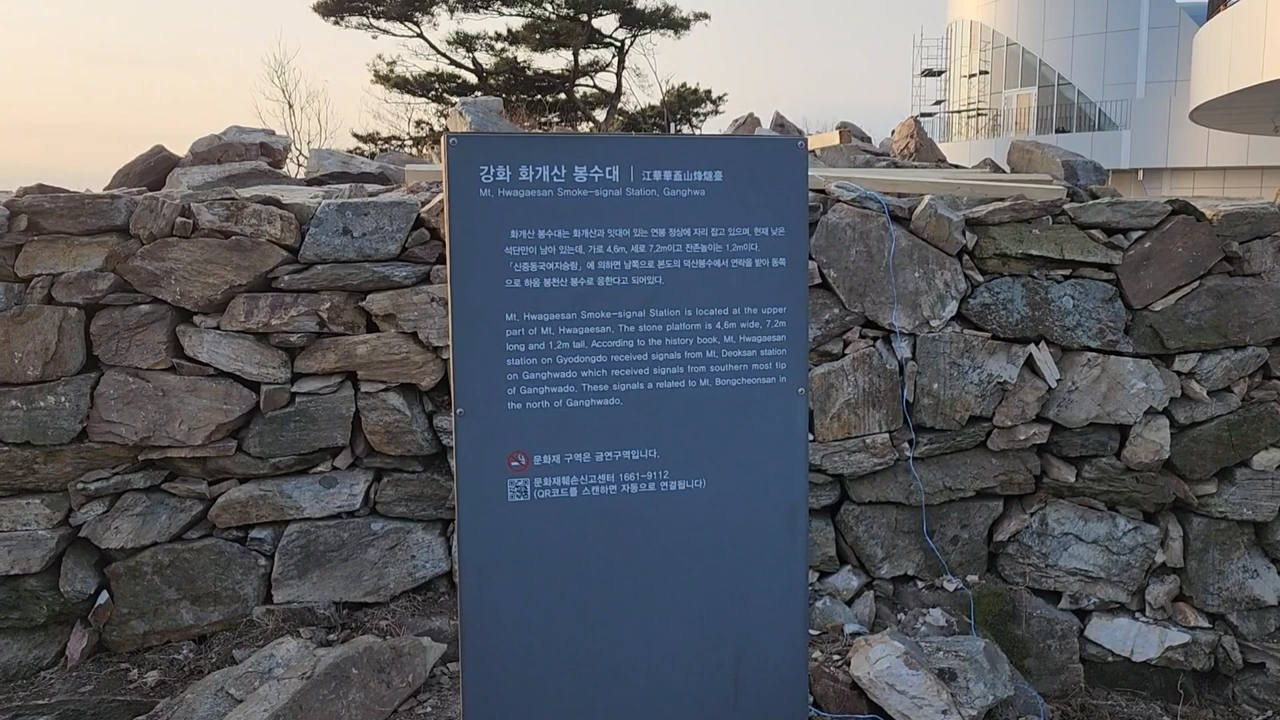 강화 화개산 봉수대 | 江華華蓋山烽燧臺
Mt. Hwagaesan Smoke-signal Station, Ganghwa
화개산 봉수대는 화개산과 잇대어 있는 연봉 정상에 자리 잡고 있으며, 현재 낮은
석단만이 남아 있는데, 가로 4.6m, 세로 7.2m이고 잔존높이는 1.2m이다.
「신증동국여지승람」에 의하면 남쪽으로 본도의 덕산봉수에서 연락을 받아 동쪽
으로 하음 봉천산 봉수로 응한다고 되어있다.
Mt. Hwagaesan Smoke-signal Station is located at the upper
part of Mt. Hwagaesan. The stone platform is 4.6m wide, 7.2m
long and 1.2m tall. According to the history book, Mt. Hwagaesan
station on Gyodongdo received signals from Mt. Deoksan station
on Ganghwado which received signals from southern most tip
of Ganghwado. These signals a related to Mt. Bongcheonsan in
the north of Ganghwado.
문화재 구역은 금연구역입니다.
문화재훼손신고센터 1661-9112
(QR코드를 스캔하면 자동으로 연결됩니다)